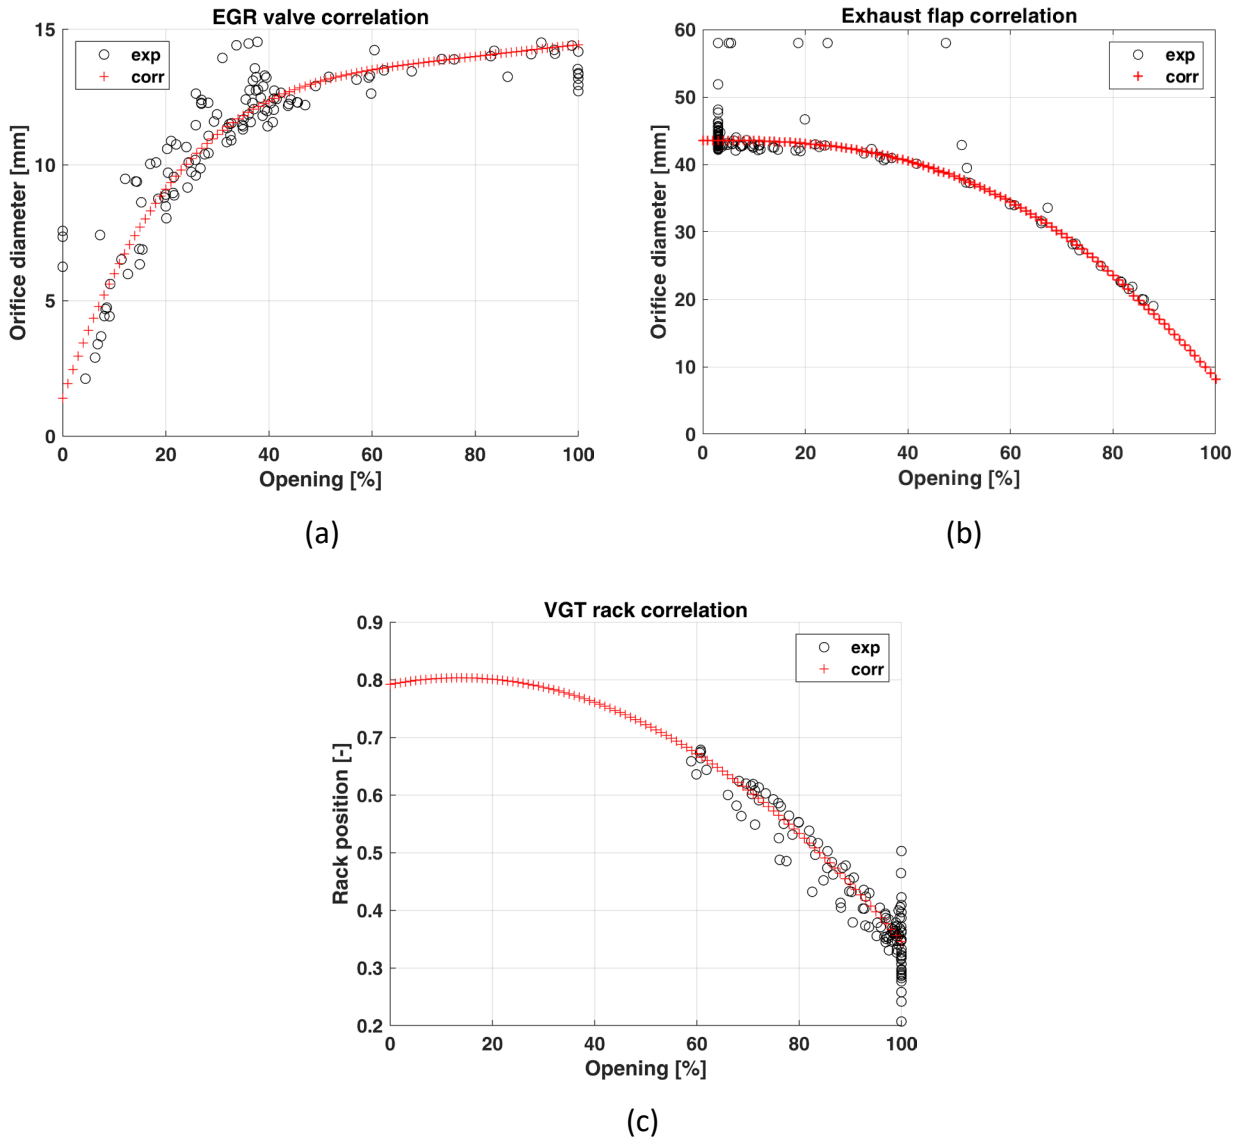 EGR valve correlation
15
10
5
0
0 20 40 60 80 100
Orifice diameter [mm]
Opening [%]
exp
corr
(a)
Exhaust flap correlation
60
50
40
30
20
10
0
0 20 40 60 80 100
Orifice diameter [mm]
Opening [%]
exp
corr
(b)
VGT rack correlation
0.9
0.8
0.7
0.6
0.5
0.4
0.3
0.2
0 20 40 60 80 100
Rack position [-]
Opening [%]
exp
corr
(c)